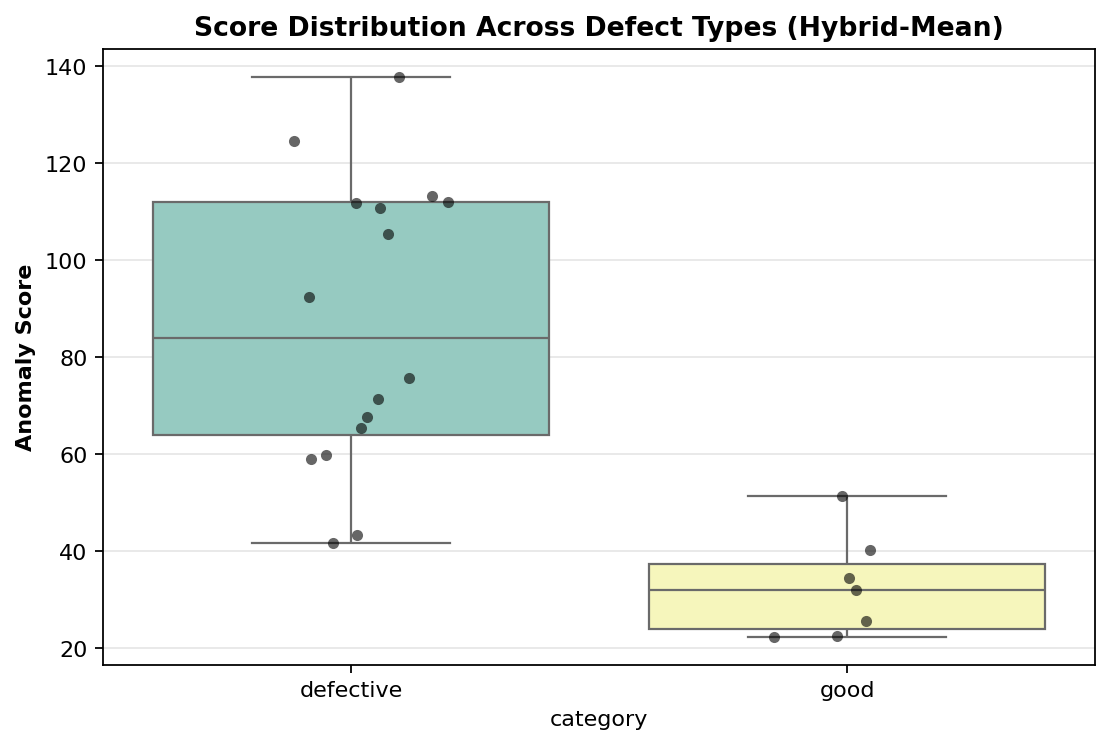 Score Distribution Across Defect Types (Hybrid-Mean)
Anomaly Score
140
120
100
80
60
40
20
defective
good
category